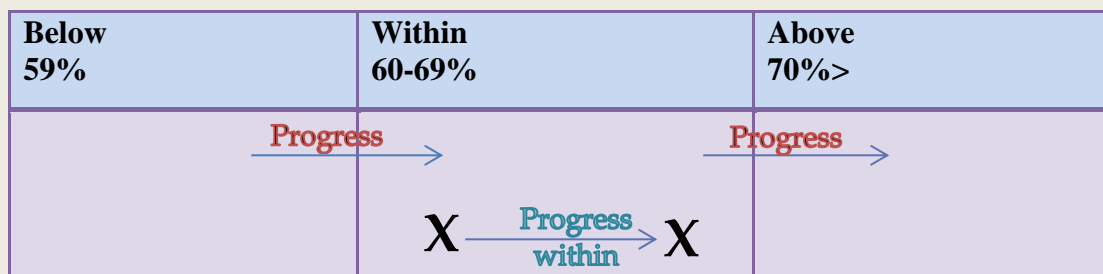 Below
59%
Within
60-69%
Above
70%>
Progress
Progress
X
Progress
within
X